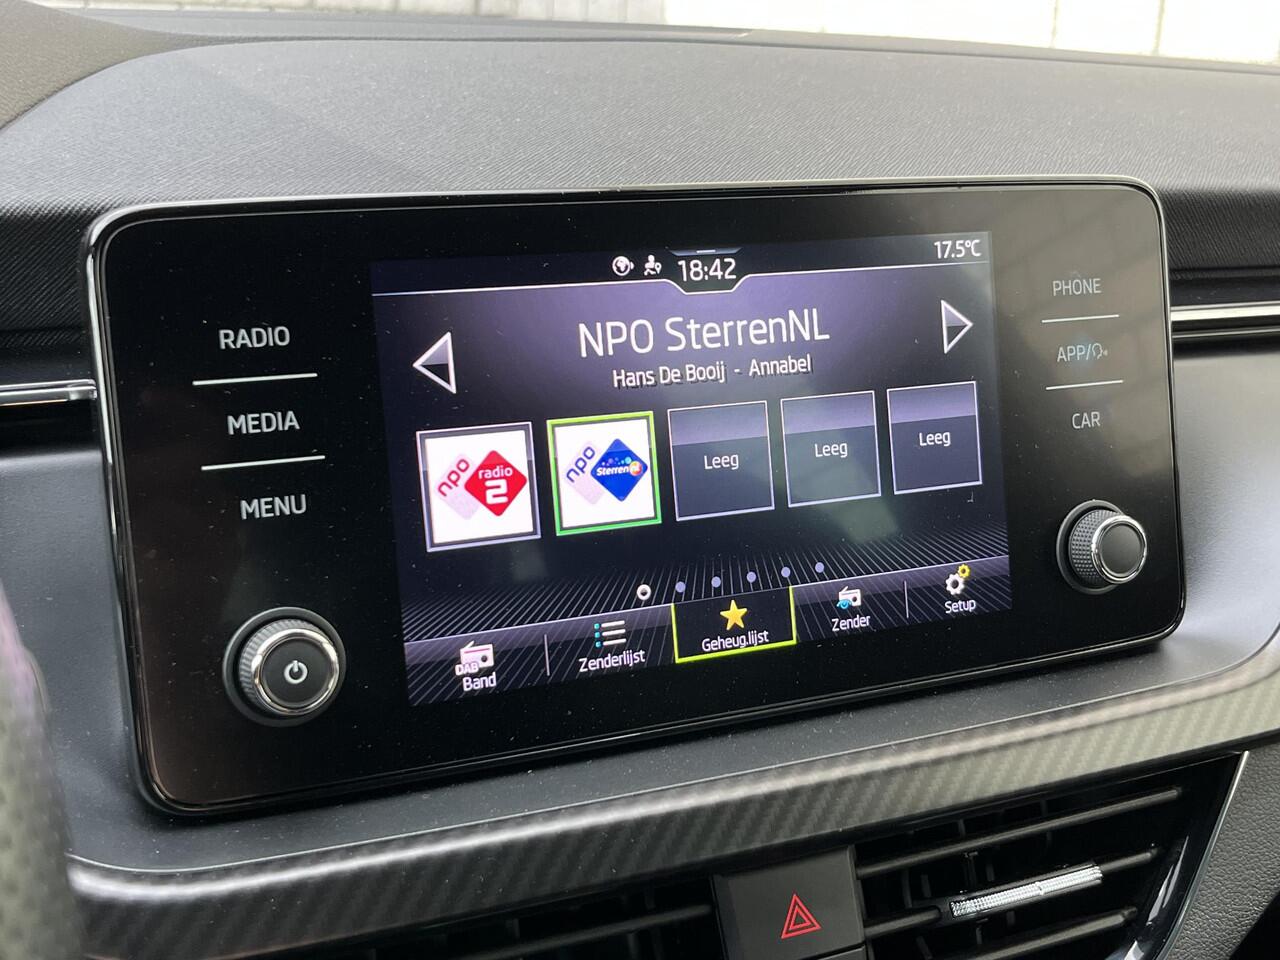 18:42
17.5°C
RADIO
MEDIA
MENU
NPO SterrenNL
Hans De Booij - Annabel
npo radio 2
npo SterrenNL
Leeg
Leeg
Leeg
DAB
Band
Zenderlijst
Geheug.lijst
Zender
Setup
PHONE
APP/
CAR